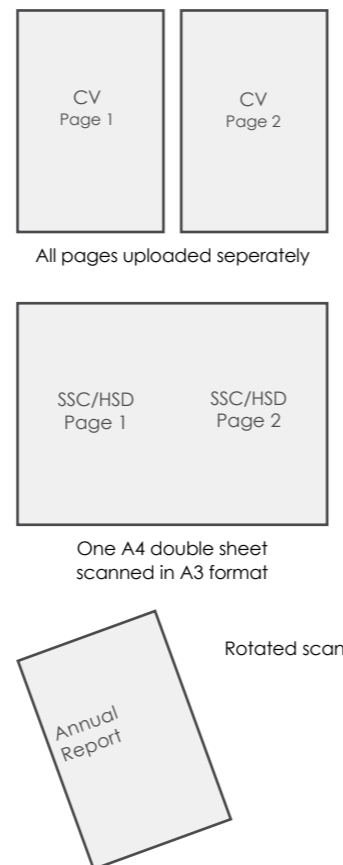 CV
Page 1
CV
Page 2
All pages uploaded seperately
SSC/HSD
Page 1
SSC/HSD
Page 2
One A4 double sheet
scanned in A3 format
Rotated scan
Annual
Report